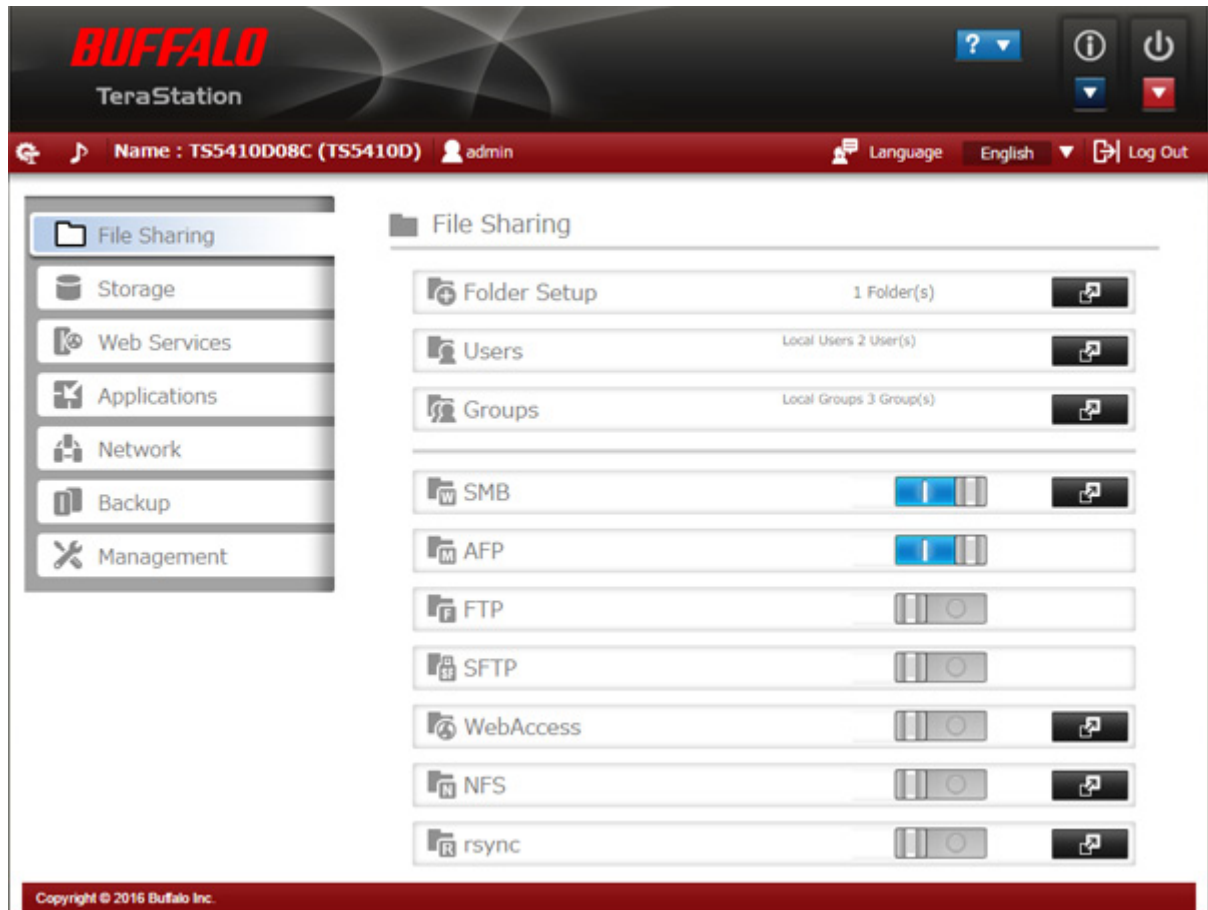 BUFFALO
TeraStation
?
Name : TS5410D08C (TS5410D) admin Language English Log Out
File Sharing
Storage
Web Services
Applications
Network
Backup
Management
File Sharing
Folder Setup 1 Folder(s)
Users Local Users 2 User(s)
Groups Local Groups 3 Group(s)
SMB
AFP
FTP
SFTP
WebAccess
NFS
rsync
Copyright © 2016 Buffalo Inc.